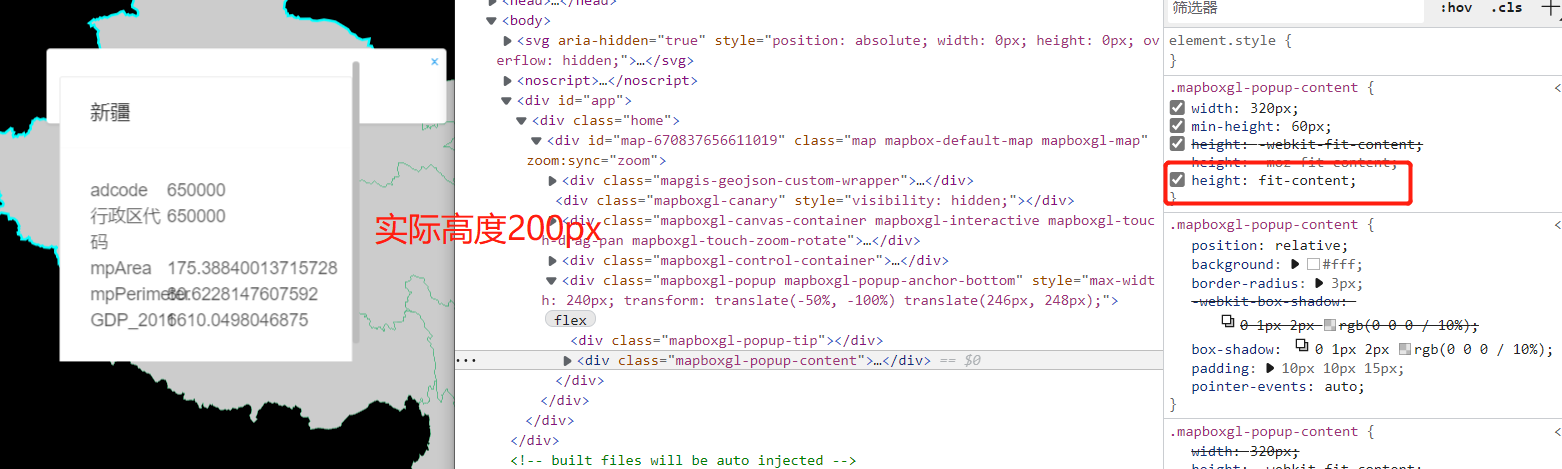 ×
新疆
adcode 650000
行政区代码 650000
mpArea 175.38840013715728
mpPerimeter 80.6228147607592
GDP_2016 6610.0498046875
实际高度200px
<head>…</head>
<body>
<svg aria-hidden="true" style="position: absolute; width: 0px; height: 0px; ov
erflow: hidden;">…</svg>
<noscript>…</noscript>
<div id="app">
<div class="home">
<div id="map-670837656611019" class="map mapbox-default-map mapboxgl-map"
zoom:sync="zoom">
<div class="mapgis-geojson-custom-wrapper">…</div>
<div class="mapboxgl-canary" style="visibility: hidden;"></div>
<div class="mapboxgl-canvas-container mapboxgl-interactive mapboxgl-touc
h-drag-pan mapboxgl-touch-zoom-rotate">…</div>
<div class="mapboxgl-control-container">…</div>
<div class="mapboxgl-popup mapboxgl-popup-anchor-bottom" style="max-widt
h: 240px; transform: translate(-50%, -100%) translate(246px, 248px);">
flex
<div class="mapboxgl-popup-tip"></div>
<div class="mapboxgl-popup-content">…</div> == $0
</div>
</div>
</div>
</div>
<!-- built files will be auto injected -->
筛选器 :hov .cls
element.style {
}
.mapboxgl-popup-content { <
width: 320px;
min-height: 60px;
height: -webkit-fit-content;
height: -moz-fit-content;
height: fit-content;
}
.mapboxgl-popup-content { <
position: relative;
background: #fff;
border-radius: 3px;
-webkit-box-shadow:
0 1px 2px rgb(0 0 0 / 10%);
box-shadow: 0 1px 2px rgb(0 0 0 / 10%);
padding: 10px 10px 15px;
pointer-events: auto;
}
.mapboxgl-popup-content { <
width: 320px;